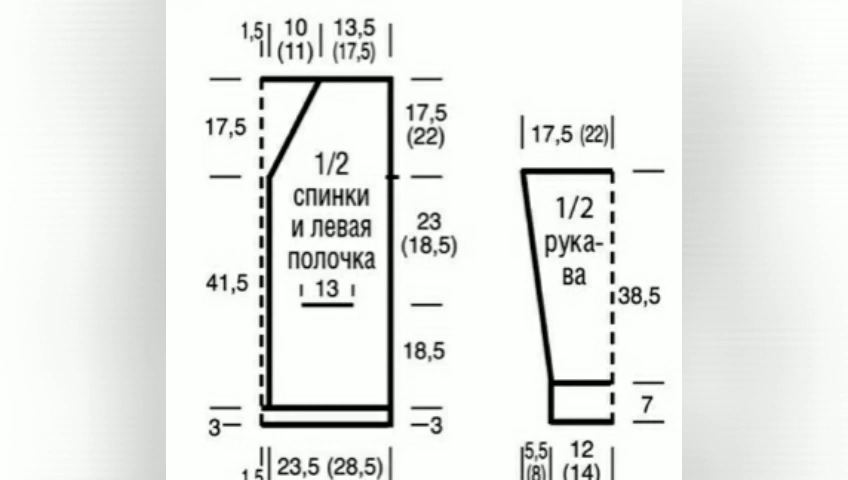 1,5 10 13,5
(11) (17,5)
17,5
17,5
(22)
1/2
спинки
и левая
полочка
13
23
(18,5)
41,5
18,5
3
3
1,5 23,5 (28,5)
17,5 (22)
1/2
рука-
ва
38,5
7
5,5 12
(8) (14)